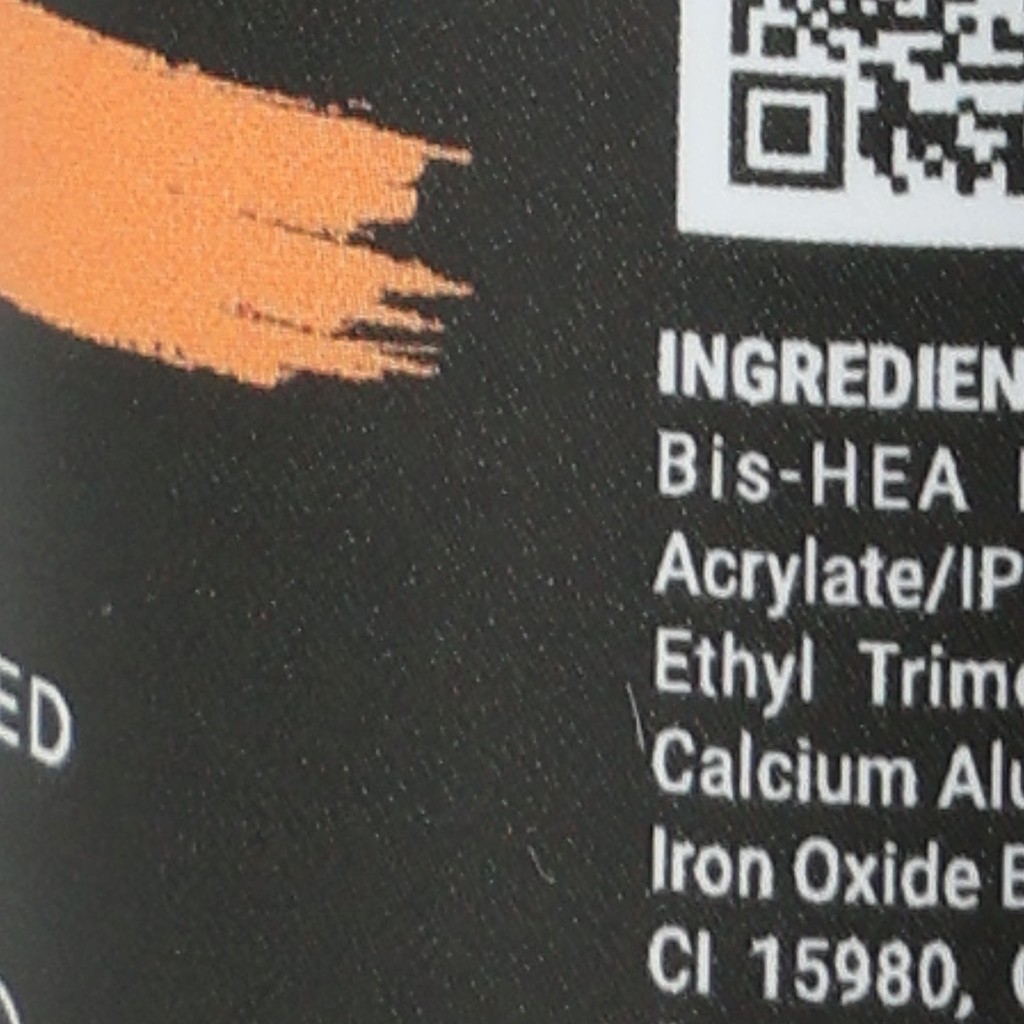 INGREDIEN
Bis-HEA
Acrylate/IP
Ethyl Trim
Calcium Alu
Iron Oxide
CI 15980,
ED